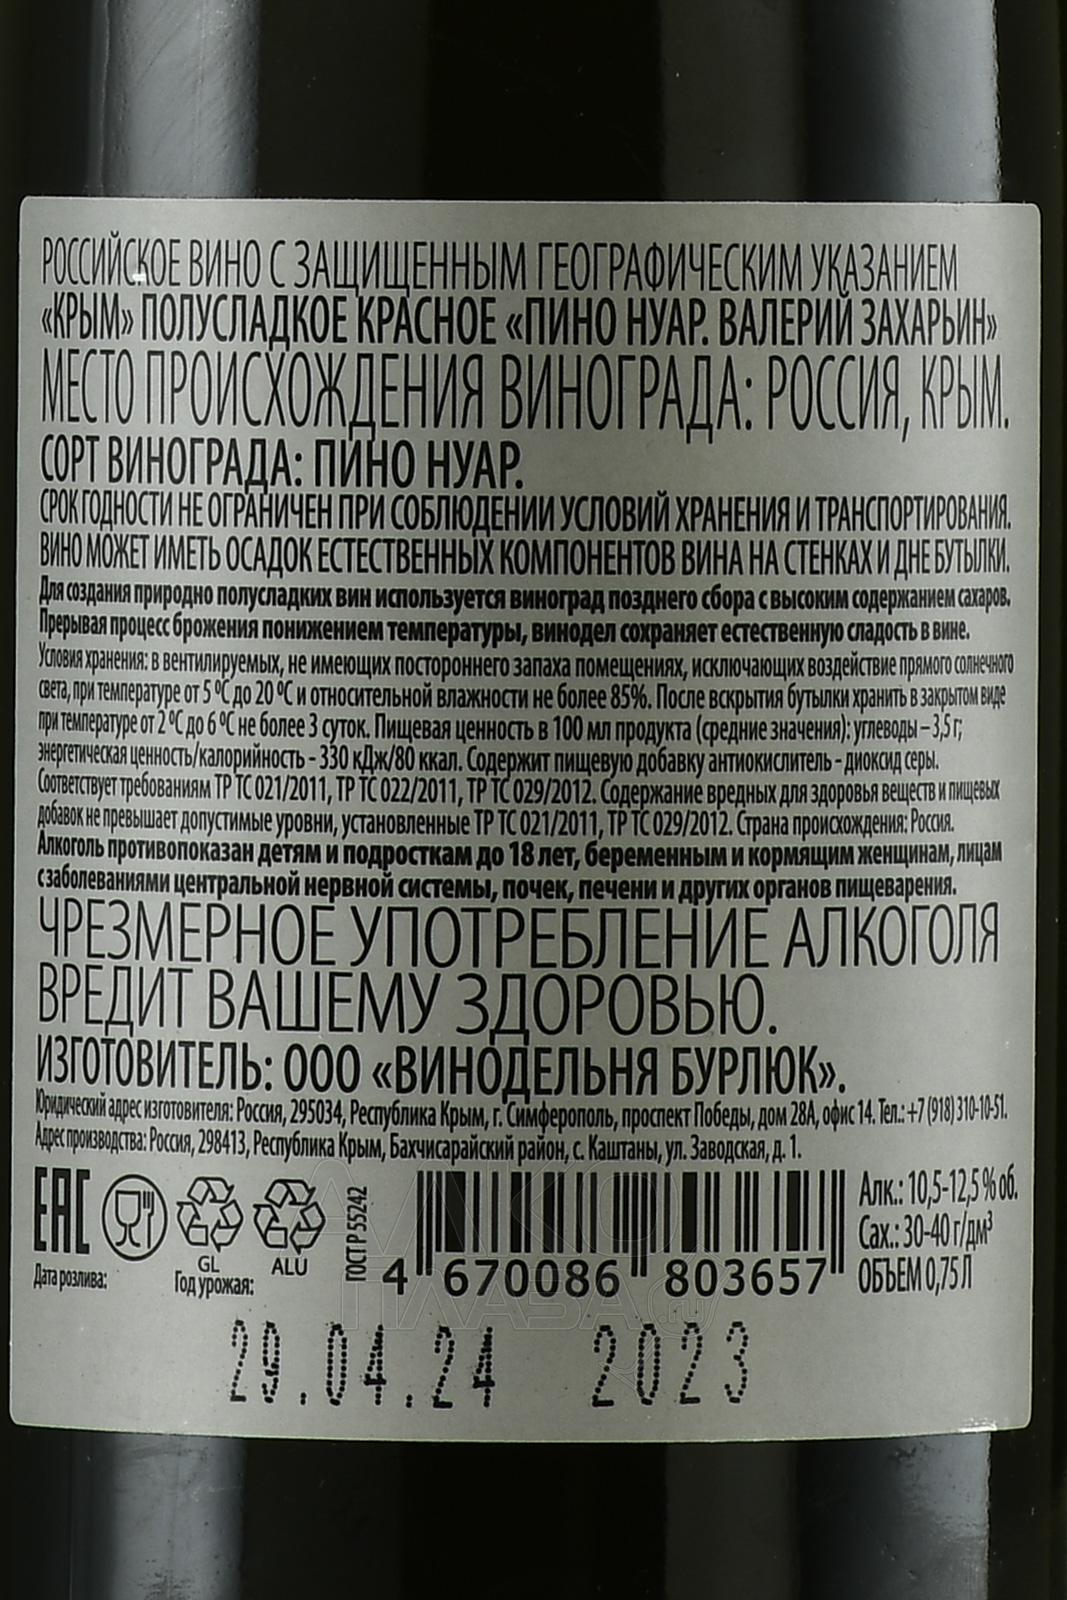 РОССИЙСКОЕ ВИНО С ЗАЩИЩЕННЫМ ГЕОГРАФИЧЕСКИМ УКАЗАНИЕМ
«КРЫМ» ПОЛУСЛАДКОЕ КРАСНОЕ «ПИНО НУАР. ВАЛЕРИЙ ЗАХАРЬИН»
МЕСТО ПРОИСХОЖДЕНИЯ ВИНОГРАДА: РОССИЯ, КРЫМ.
СОРТ ВИНОГРАДА: ПИНО НУАР.
СРОК ГОДНОСТИ НЕ ОГРАНИЧЕН ПРИ СОБЛЮДЕНИИ УСЛОВИЙ ХРАНЕНИЯ И ТРАНСПОРТИРОВАНИЯ.
ВИНО МОЖЕТ ИМЕТЬ ОСАДОК ЕСТЕСТВЕННЫХ КОМПОНЕНТОВ ВИНА НА СТЕНКАХ И ДНЕ БУТЫЛКИ.
Для создания природно полусладких вин используется виноград позднего сбора с высоким содержанием сахаров.
Прерывая процесс брожения понижением температуры, винодел сохраняет естественную сладость в вине.
Условия хранения: в вентилируемых, не имеющих постороннего запаха помещениях, исключающих воздействие прямого солнечного
света, при температуре от 5 ⁰С до 20 ⁰С и относительной влажности не более 85%. После вскрытия бутылки хранить в закрытом виде
при температуре от 2 ⁰С до 6 ⁰С не более 3 суток. Пищевая ценность в 100 мл продукта (средние значения): углеводы – 3,5 г;
энергетическая ценность/калорийность - 330 кДж/80 ккал. Содержит пищевую добавку антиокислитель - диоксид серы.
Соответствует требованиям ТР ТС 021/2011, ТР ТС 022/2011, ТР ТС 029/2012. Содержание вредных для здоровья веществ и пищевых
добавок не превышает допустимые уровни, установленные ТР ТС 021/2011, ТР ТС 029/2012. Страна происхождения: Россия.
Алкоголь противопоказан детям и подросткам до 18 лет, беременным и кормящим женщинам, лицам
с заболеваниями центральной нервной системы, почек, печени и других органов пищеварения.
ЧРЕЗМЕРНОЕ УПОТРЕБЛЕНИЕ АЛКОГОЛЯ
ВРЕДИТ ВАШЕМУ ЗДОРОВЬЮ.
ИЗГОТОВИТЕЛЬ: ООО «ВИНОДЕЛЬНЯ БУРЛЮК».
Юридический адрес изготовителя: Россия, 295034, Республика Крым, г. Симферополь, проспект Победы, дом 28А, офис 14. Тел.: +7 (918) 310-10-51.
Адрес производства: Россия, 298413, Республика Крым, Бахчисарайский район, с. Каштаны, ул. Заводская, д. 1.
ЕАС
GL
ALU
ГОСТ Р 55242
4 670086 803657
Алк.: 10,5-12,5 % об.
Сах.: 30-40 г/дм³
ОБЪЕМ 0,75 Л
Дата розлива:
Год урожая:
29.04.24 2023
АЛКО
ПЛАZА.ru